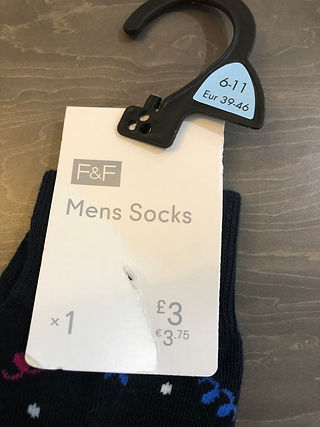 6-11
Eur 39-46
F&F
Mens Socks
×1
£3
€3.75